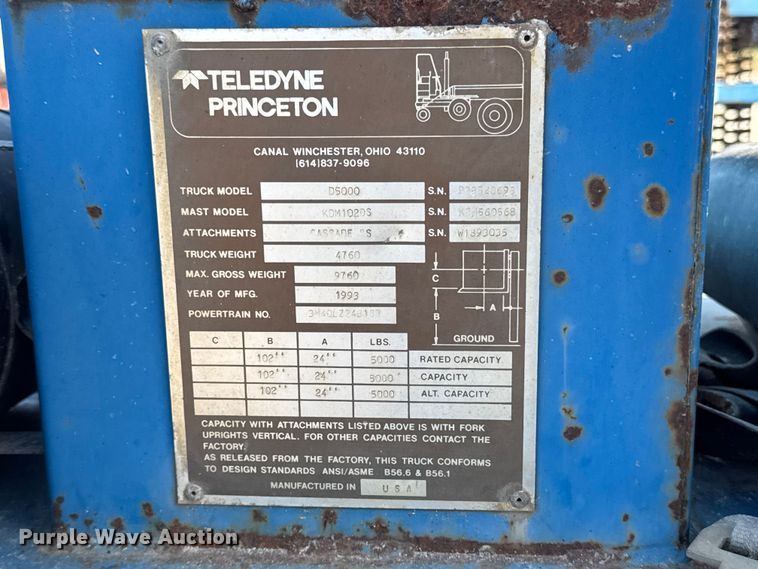 TELEDYNE
PRINCETON
CANAL WINCHESTER, OHIO 43110
(614)837-9096
TRUCK MODEL D5000 S.N.
MAST MODEL KDM102DS S.N.
ATTACHMENTS CASCADE S.N. W1893035
TRUCK WEIGHT 4760
MAX. GROSS WEIGHT 9760
YEAR OF MFG. 1993
POWERTRAIN NO.
C
A
B
GROUND
C B A LBS.
102'' 24'' 5000 RATED CAPACITY
102'' 24'' CAPACITY
102'' 24'' 5000 ALT. CAPACITY
CAPACITY WITH ATTACHMENTS LISTED ABOVE IS WITH FORK
UPRIGHTS VERTICAL. FOR OTHER CAPACITIES CONTACT THE
FACTORY.
AS RELEASED FROM THE FACTORY, THIS TRUCK CONFORMS
TO DESIGN STANDARDS ANSI/ASME B56.6 & B56.1
MANUFACTURED IN USA
Purple Wave Auction